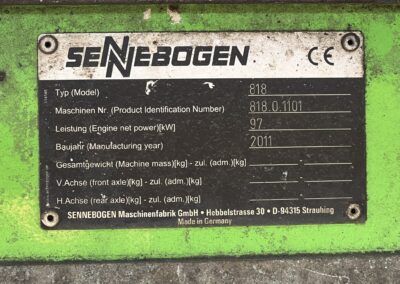 SENNEBOGEN CE
Typ (Model) 818
Maschinen Nr. (Product Identification Number) 818.0.1101
Leistung (Engine net power)[kW] 97
Baujahr (Manufacturing year) 2011
Gesamtgewicht (Machine mass)[kg] - zul. (adm.)[kg] -
V.Achse (front axle)[kg] - zul. (adm.)[kg] -
H.Achse (rear axle)[kg] - zul. (adm.)[kg] -
SENNEBOGEN Maschinenfabrik GmbH • Hebbelstrasse 30 • D-94315 Straubing
Made in Germany